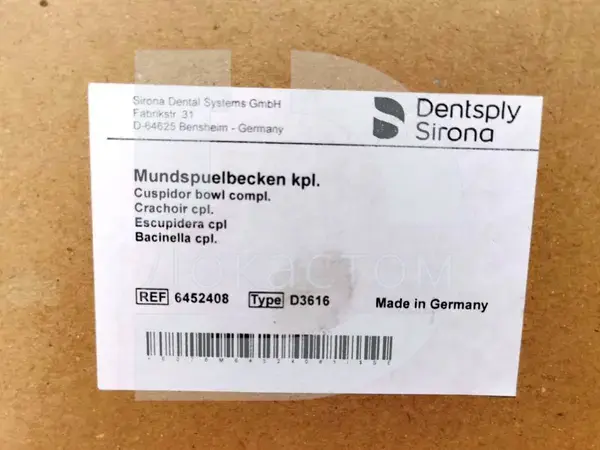 Sirona Dental Systems GmbH
Fabrikstr. 31
D-64625 Bensheim - Germany
Dentsply
Sirona
Mundspuelbecken kpl.
Cuspidor bowl compl.
Crachoir cpl.
Escupidera cpl
Bacinella cpl.
REF 6452408 Type D3616 Made in Germany